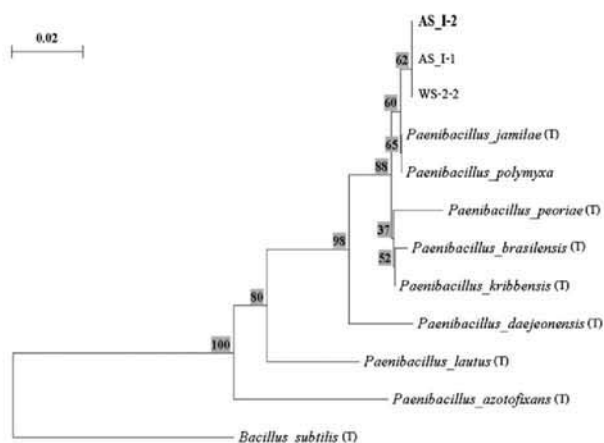 AS_I-2
0.02
62
AS_I-1
WS-2-2
60
Paenibacillus_jamilae (T)
65
Paenibacillus_polymyxa
88
Paenibacillus_peoriae (T)
37
98
Paenibacillus_brasilensis (T)
52
Paenibacillus_kribbensis (T)
80
Paenibacillus_daejeonensis (T)
100
Paenibacillus_lautus (T)
Paenibacillus_azotofixans (T)
Bacillus_subtilis (T)